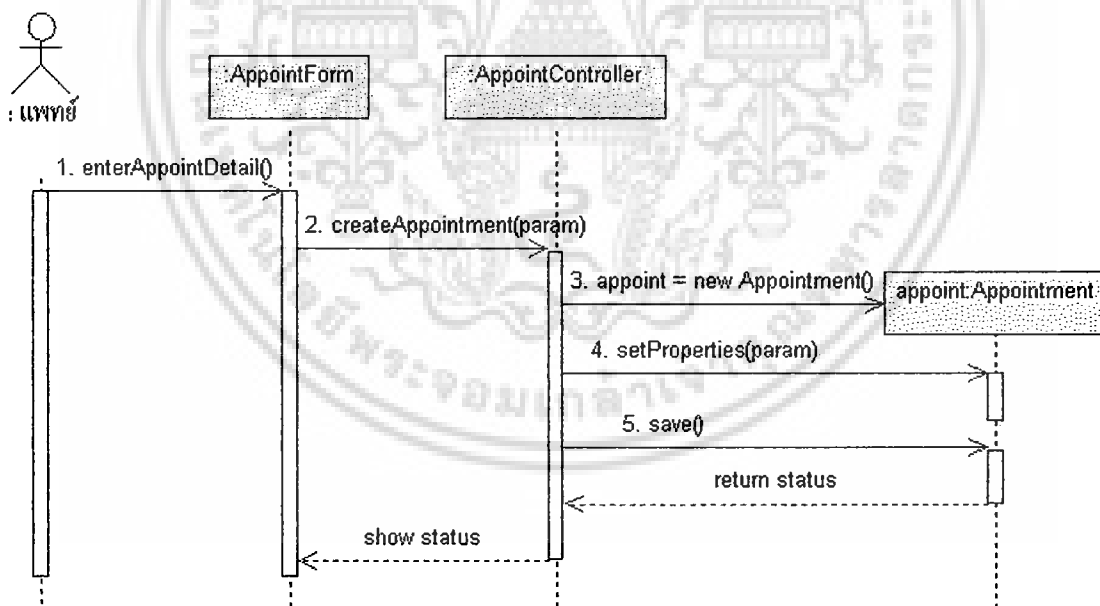 :AppointForm
:AppointController
: แพทย์
1. enterAppointDetail()
2. createAppointment(param)
3. appoint = new Appointment()
appoint:Appointment
4. setProperties(param)
5. save()
return status
show status